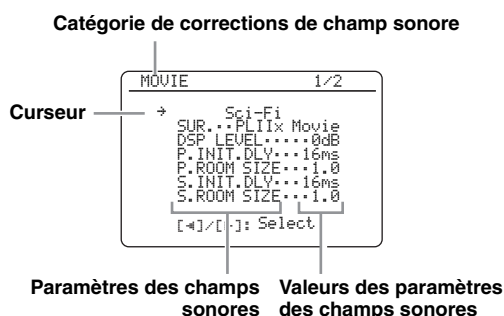 Catégorie de corrections de champ sonore
MOVIE 1/2
Curseur
→ Sci-Fi
SUR.··PLIIx Movie
DSP LEVEL·····0dB
P.INIT.DLY···16ms
P.ROOM SIZE···1.0
S.INIT.DLY···16ms
S.ROOM SIZE···1.0
[◄]/[►]: Select
Paramètres des champs sonores
Valeurs des paramètres des champs sonores